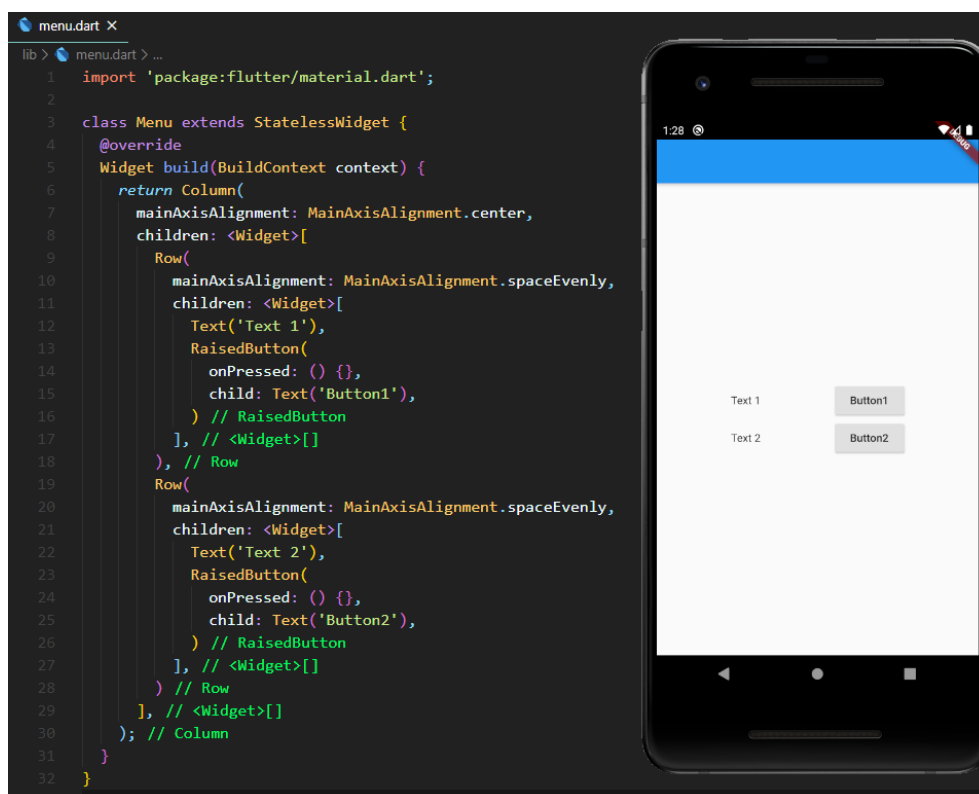 menu.dart ×
lib > menu.dart > ...
1 import 'package:flutter/material.dart';
2
3 class Menu extends StatelessWidget {
4 @override
5 Widget build(BuildContext context) {
6 return Column(
7 mainAxisAlignment: MainAxisAlignment.center,
8 children: <Widget>[
9 Row(
10 mainAxisAlignment: MainAxisAlignment.spaceEvenly,
11 children: <Widget>[
12 Text('Text 1'),
13 RaisedButton(
14 onPressed: () {},
15 child: Text('Button1'),
16 ) // RaisedButton
17 ], // <Widget>[]
18 ), // Row
19 Row(
20 mainAxisAlignment: MainAxisAlignment.spaceEvenly,
21 children: <Widget>[
22 Text('Text 2'),
23 RaisedButton(
24 onPressed: () {},
25 child: Text('Button2'),
26 ) // RaisedButton
27 ], // <Widget>[]
28 ) // Row
29 ], // <Widget>[]
30 ); // Column
31 }
32 }
1:28
DEBUG
Text 1 Button1
Text 2 Button2